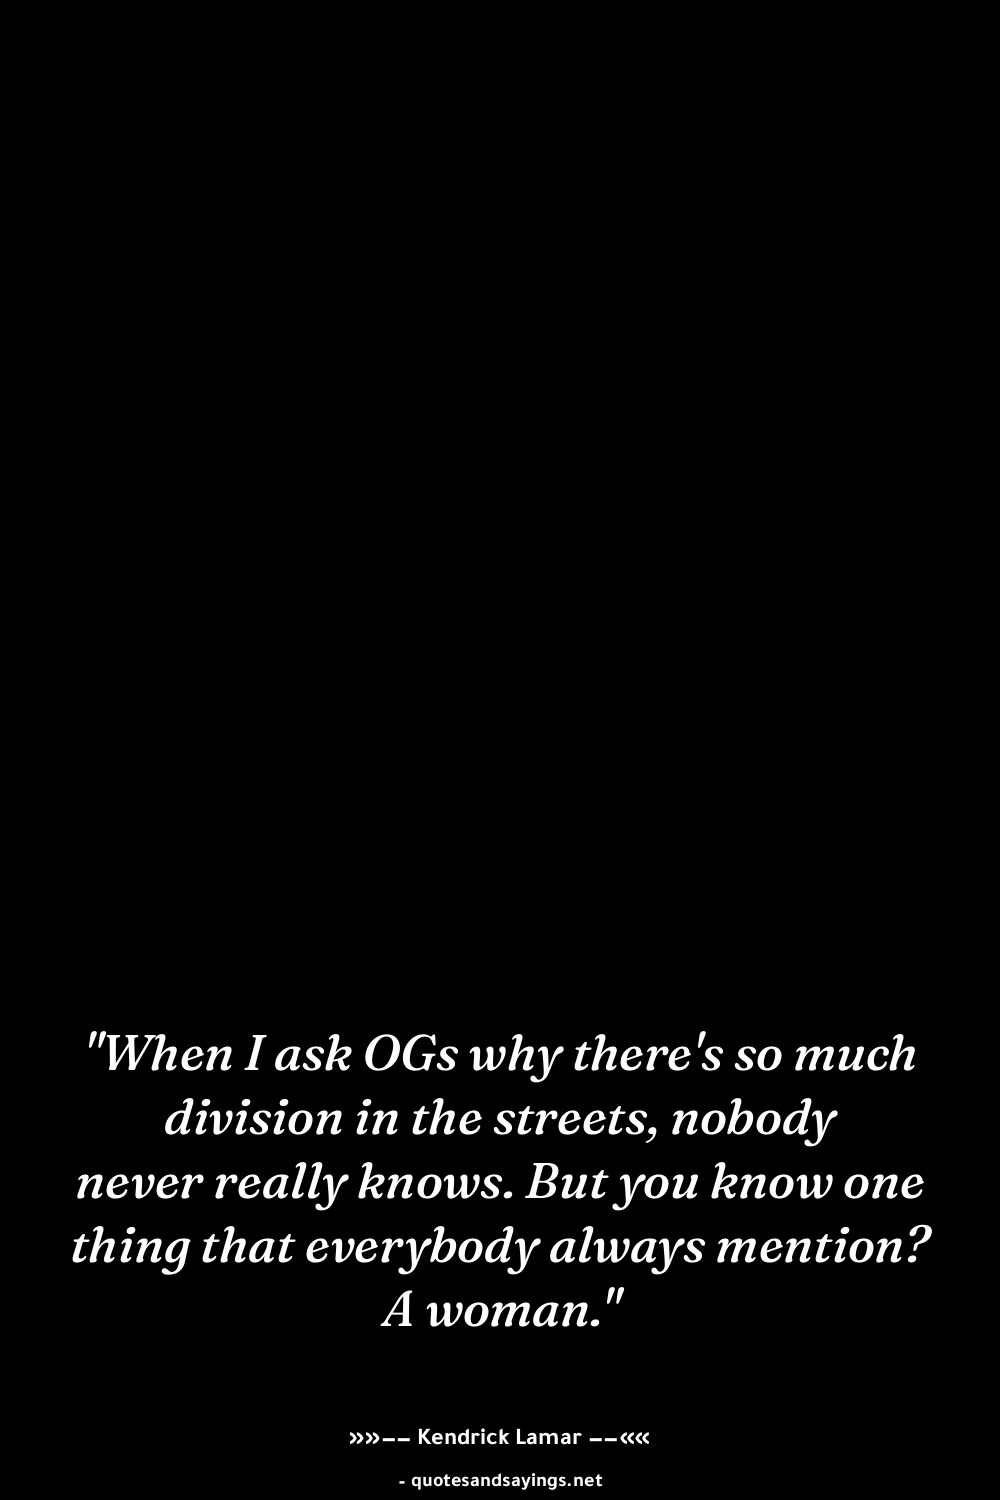 "When I ask OGs why there's so much
division in the streets, nobody
never really knows. But you know one
thing that everybody always mention?
A woman."
»»−− Kendrick Lamar −−««
- quotesandsayings.net